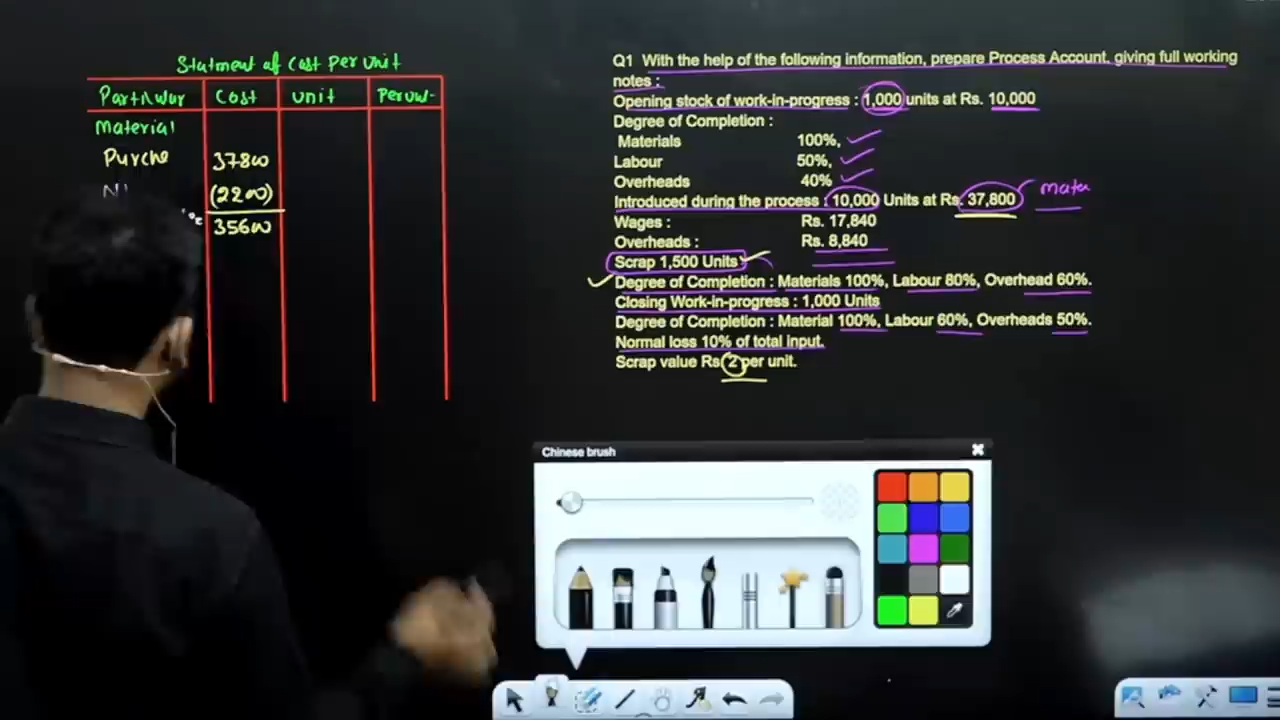 Statment of Cost Per Unit
Particular Cost Unit Perun-
Material
Purcha 37800
N (2200)
35600
Q1 With the help of the following information, prepare Process Account, giving full working
notes :
Opening stock of work-in-progress : 1,000 units at Rs. 10,000
Degree of Completion :
Materials 100%,
Labour 50%,
Overheads 40%
Introduced during the process : 10,000 Units at Rs. 37,800 mate
Wages : Rs. 17,840
Overheads : Rs. 8,840
Scrap 1,500 Units
Degree of Completion : Materials 100%, Labour 80%, Overhead 60%.
Closing Work-in-progress : 1,000 Units
Degree of Completion : Material 100%, Labour 60%, Overheads 50%.
Normal loss 10% of total input.
Scrap value Rs 2 per unit.
Chinese brush